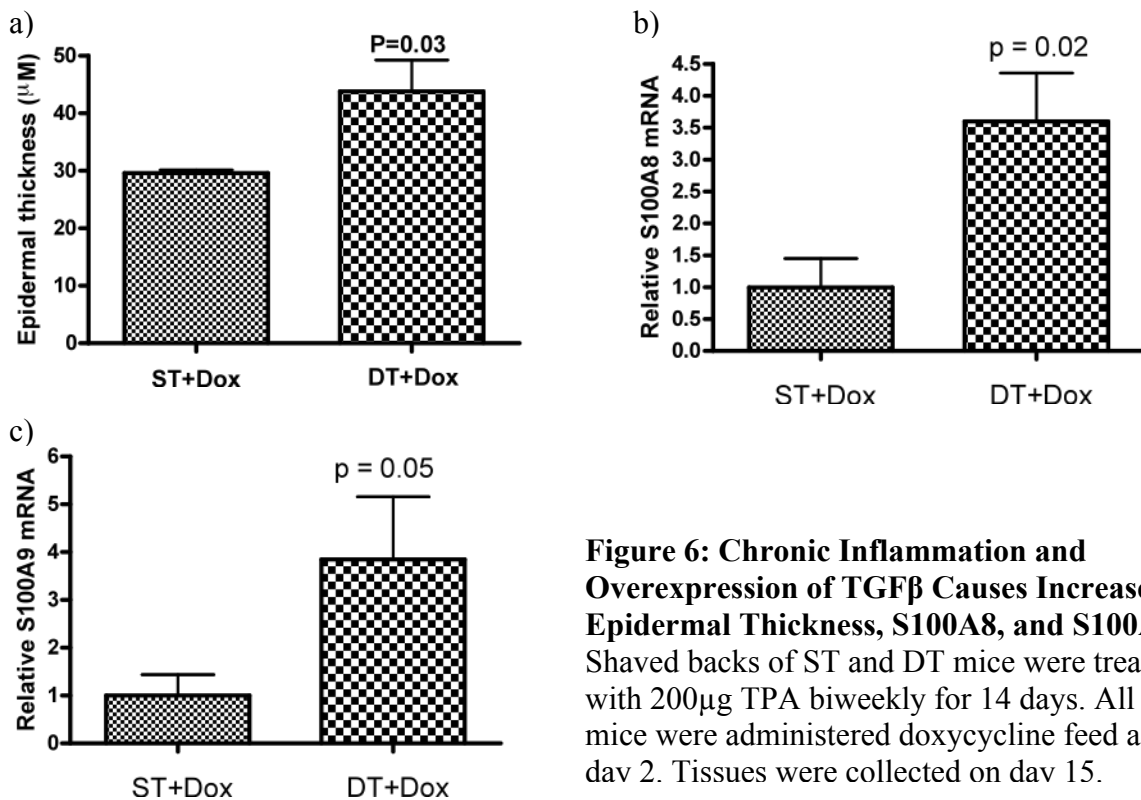 a)
P=0.03
Epidermal thickness (µM)
50
40
30
20
10
0
ST+Dox
DT+Dox
b)
p = 0.02
Relative S100A8 mRNA
4.5
4.0
3.5
3.0
2.5
2.0
1.5
1.0
0.5
0.0
ST+Dox
DT+Dox
c)
p = 0.05
Relative S100A9 mRNA
6
5
4
3
2
1
0
ST+Dox
DT+Dox
Figure 6: Chronic Inflammation and
Overexpression of TGFβ Causes Increase
Epidermal Thickness, S100A8, and
Shaved backs of ST and DT mice were
with 200µg TPA biweekly for 14 days. All
mice were administered doxycycline feed
day 2. Tissues were collected on day 15.